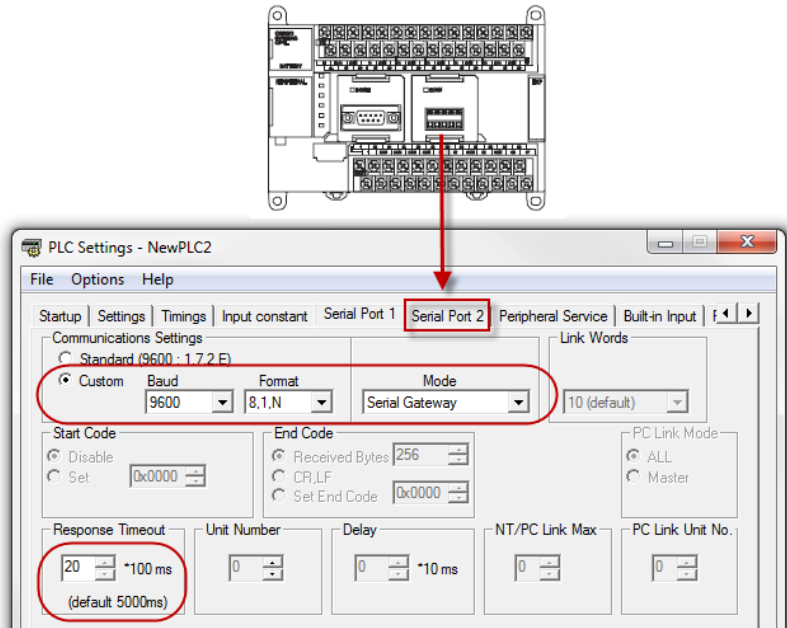 PLC Settings - NewPLC2
File Options Help
Startup Settings Timings Input constant Serial Port 1 Serial Port 2 Peripheral Service Built-in Input
Communications Settings
Link Words
Standard (9600 : 1,7,2,E)
Custom Baud Format Mode
9600 8,1,N Serial Gateway 10 (default)
Start Code End Code PC Link Mode
Disable Received Bytes 256 ALL
Set 0x0000 CR,LF Master
Set End Code 0x0000
Response Timeout Unit Number Delay NT/PC Link Max PC Link Unit No.
20 *100 ms 0 0 *10 ms 0 0
(default 5000ms)